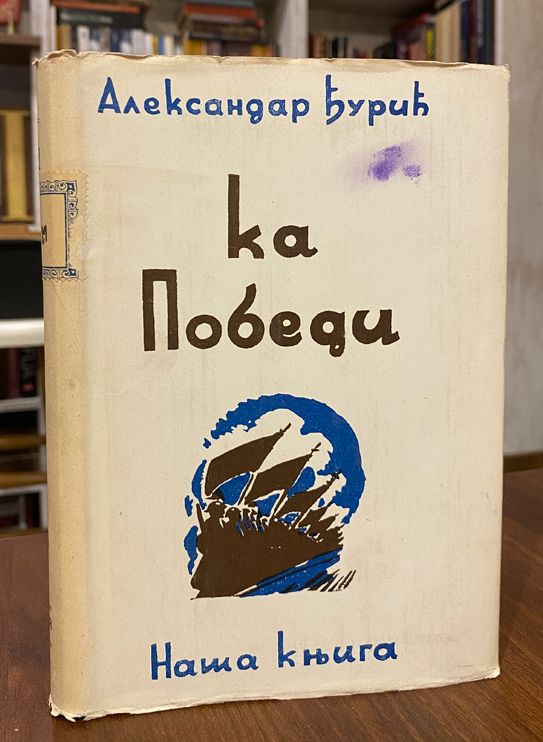 Александар Ђурић
ка
Победи
Наша књига